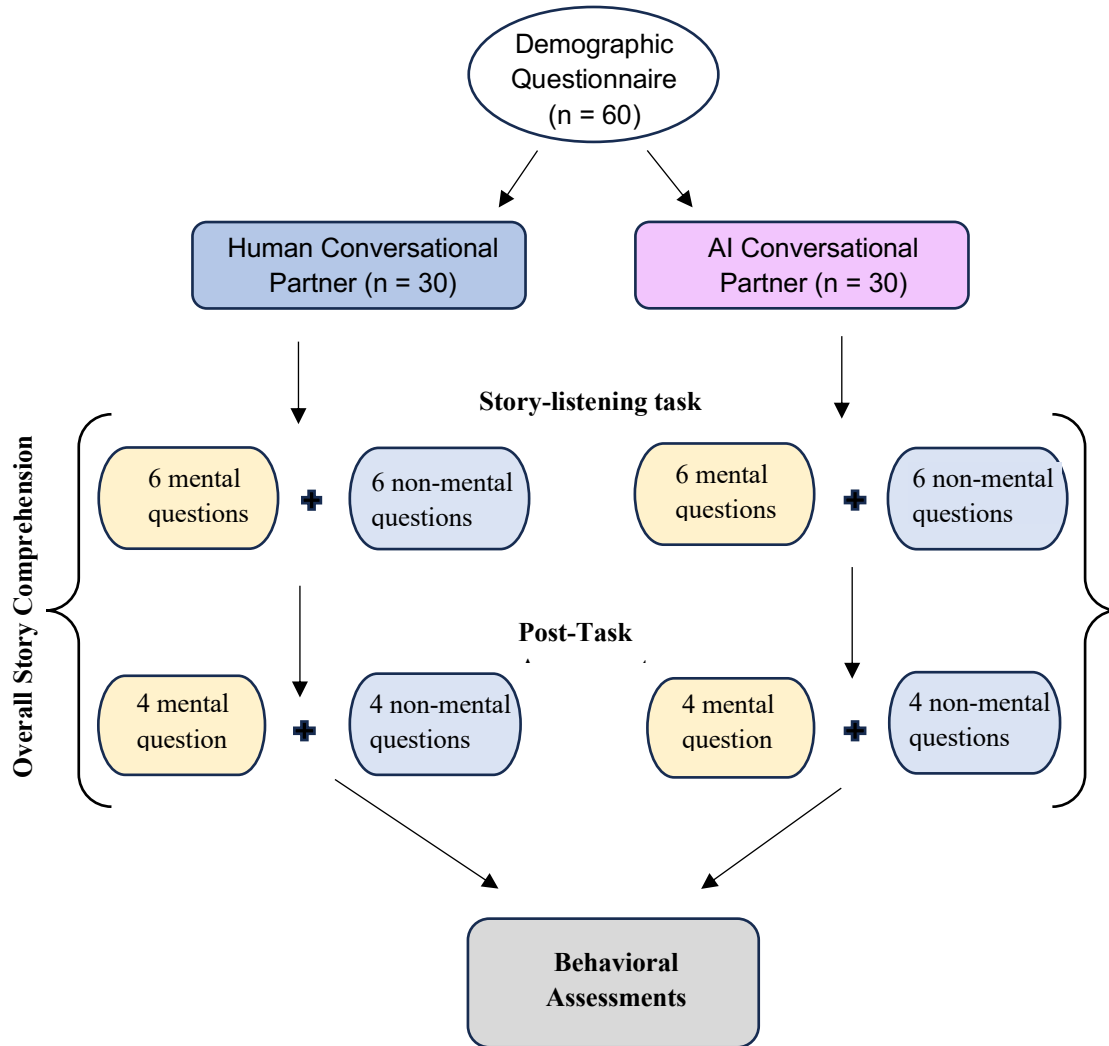 Demographic
Questionnaire
(n = 60)
Human Conversational
Partner (n = 30)
AI Conversational
Partner (n = 30)
Story-listening task
Overall Story Comprehension
6 mental
questions
6 non-mental
questions
6 mental
questions
6 non-mental
questions
Post-Task
4 mental
question
4 non-mental
questions
4 mental
question
4 non-mental
questions
Behavioral
Assessments